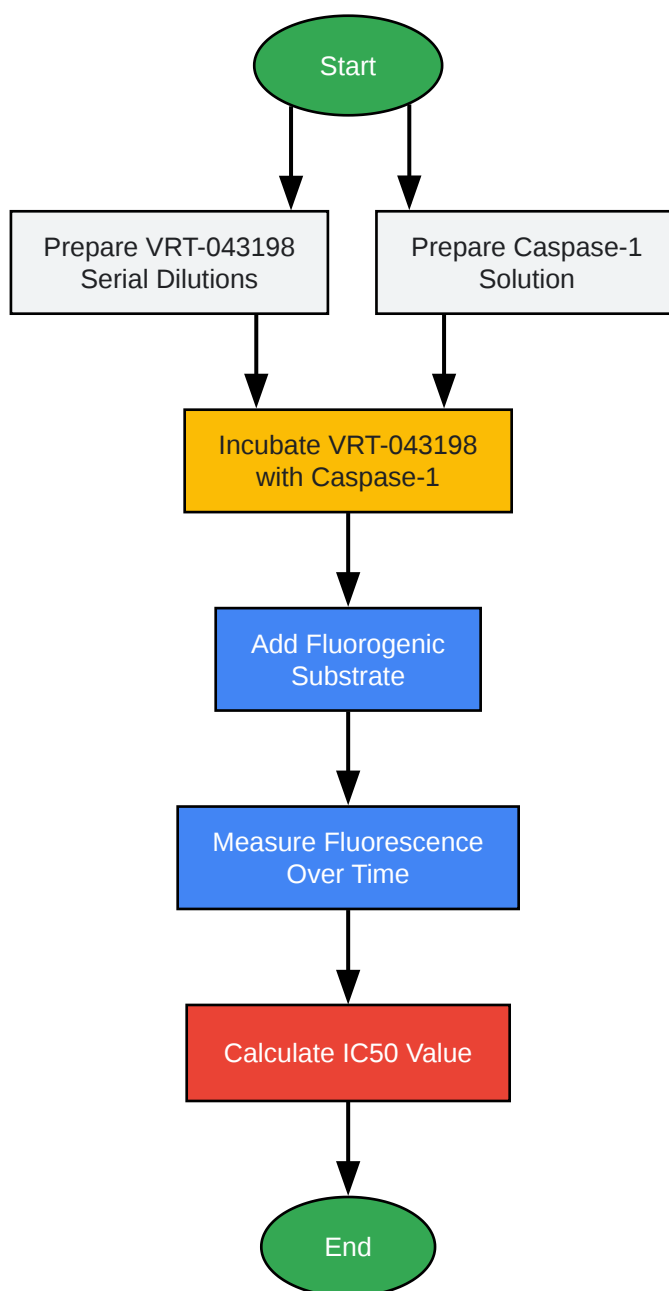 Start
Prepare VRT-043198
Serial Dilutions
Prepare Caspase-1
Solution
Incubate VRT-043198
with Caspase-1
Add Fluorogenic
Substrate
Measure Fluorescence
Over Time
Calculate IC50 Value
End